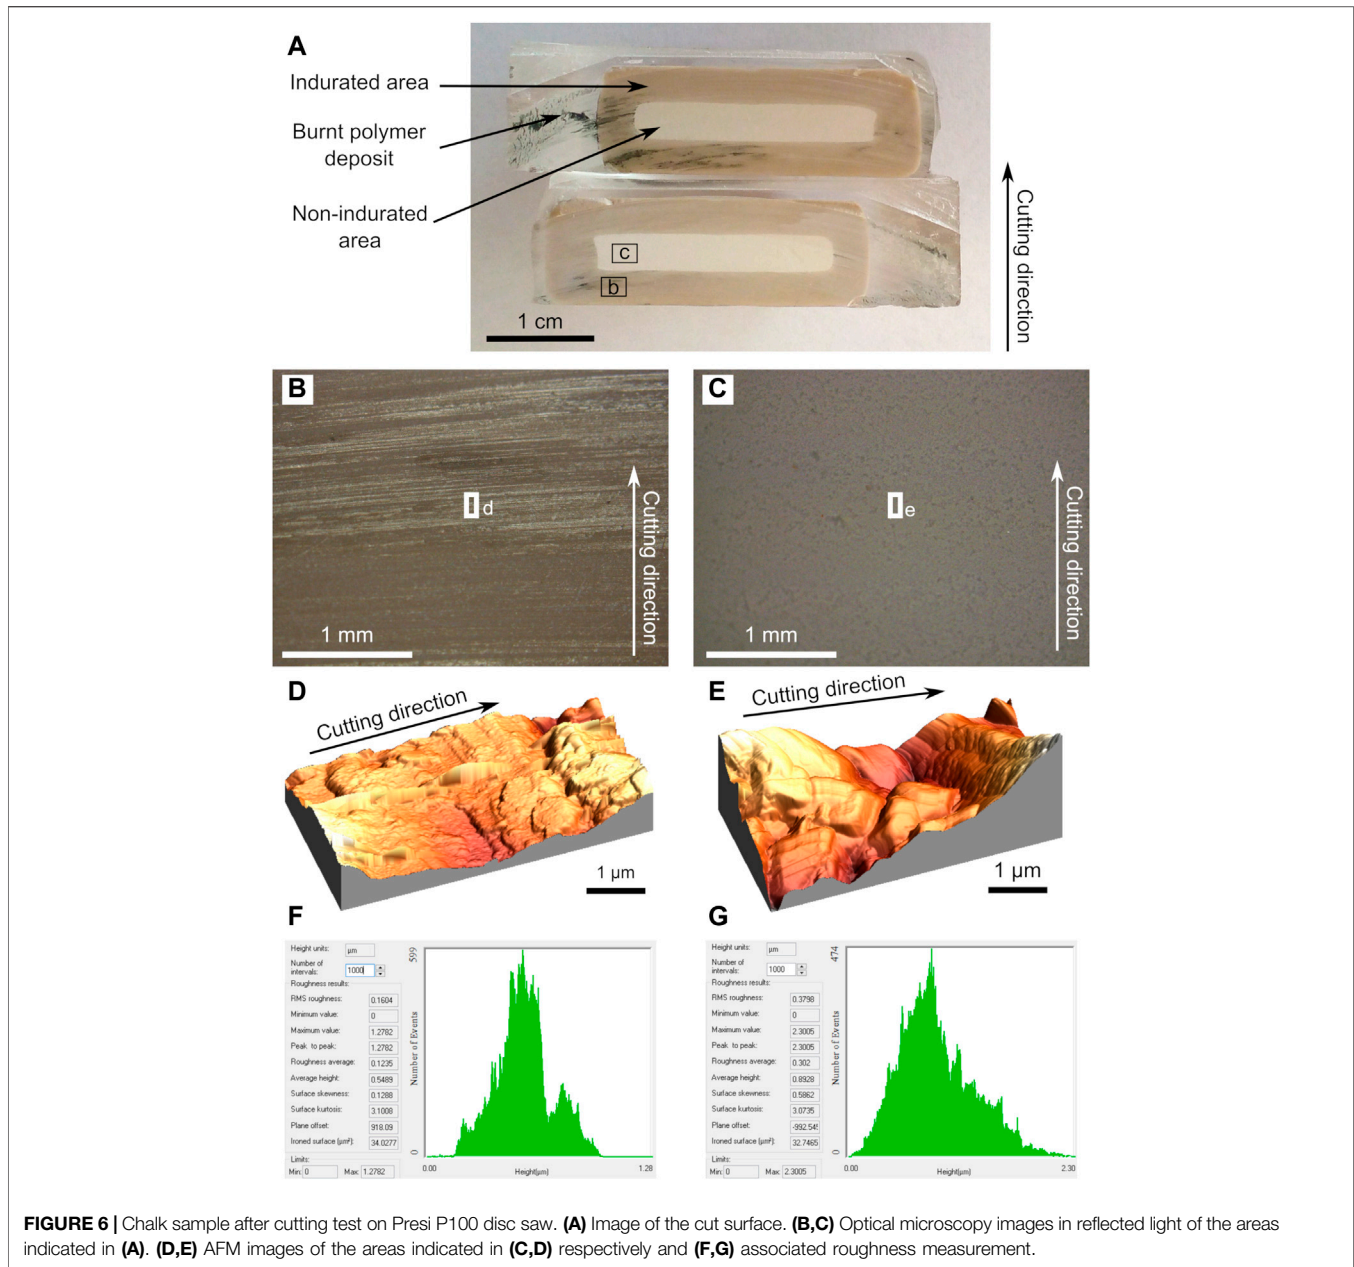 A
Indurated area
Burnt polymer
deposit
Non-indurated
area
c
b
1 cm
Cutting direction
B
d
Cutting direction
1 mm
C
e
Cutting direction
1 mm
D
Cutting direction
1 µm
E
Cutting direction
1 µm
F
Height units: µm
Number of
intervals: 1000
Roughness results:
RMS roughness: 0.1604
Minimum value: 0
Maximum value: 1.2782
Peak to peak: 1.2782
Roughness average: 0.1235
Average height: 0.5489
Surface skewness: 0.1288
Surface kurtosis: 3.1008
Plane offset: 918.09
Ironed surface (µm²): 34.0277
Limits:
Min: 0 Max: 1.2782
599
Number of Events
0
0.00 Height(µm) 1.28
G
Height units: µm
Number of
intervals: 1000
Roughness results:
RMS roughness: 0.3798
Minimum value: 0
Maximum value: 2.3005
Peak to peak: 2.3005
Roughness average: 0.302
Average height: 0.8928
Surface skewness: 0.5862
Surface kurtosis: 3.0735
Plane offset: -992.545
Ironed surface (µm²): 32.7465
Limits:
Min: 0 Max: 2.3005
474
Number of Events
0
0.00 Height(µm) 2.30
FIGURE 6 | Chalk sample after cutting test on Presi P100 disc saw. (A) Image of the cut surface. (B,C) Optical microscopy images in reflected light of the areas
indicated in (A). (D,E) AFM images of the areas indicated in (C,D) respectively and (F,G) associated roughness measurement.